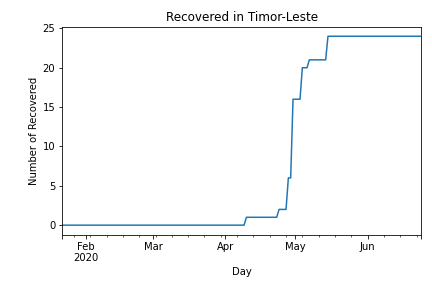 Recovered in Timor-Leste
25
20
15
10
5
0
Number of Recovered
Feb
2020
Mar
Apr
May
Jun
Day